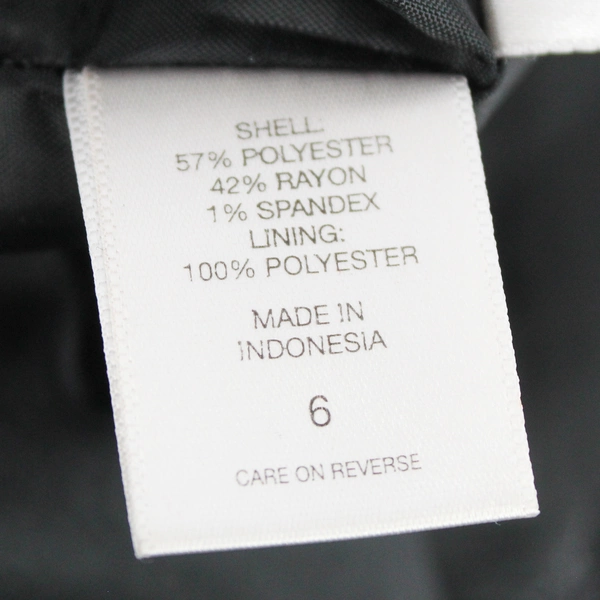 SHELL:
57% POLYESTER
42% RAYON
1% SPANDEX
LINING:
100% POLYESTER
MADE IN
INDONESIA
6
CARE ON REVERSE